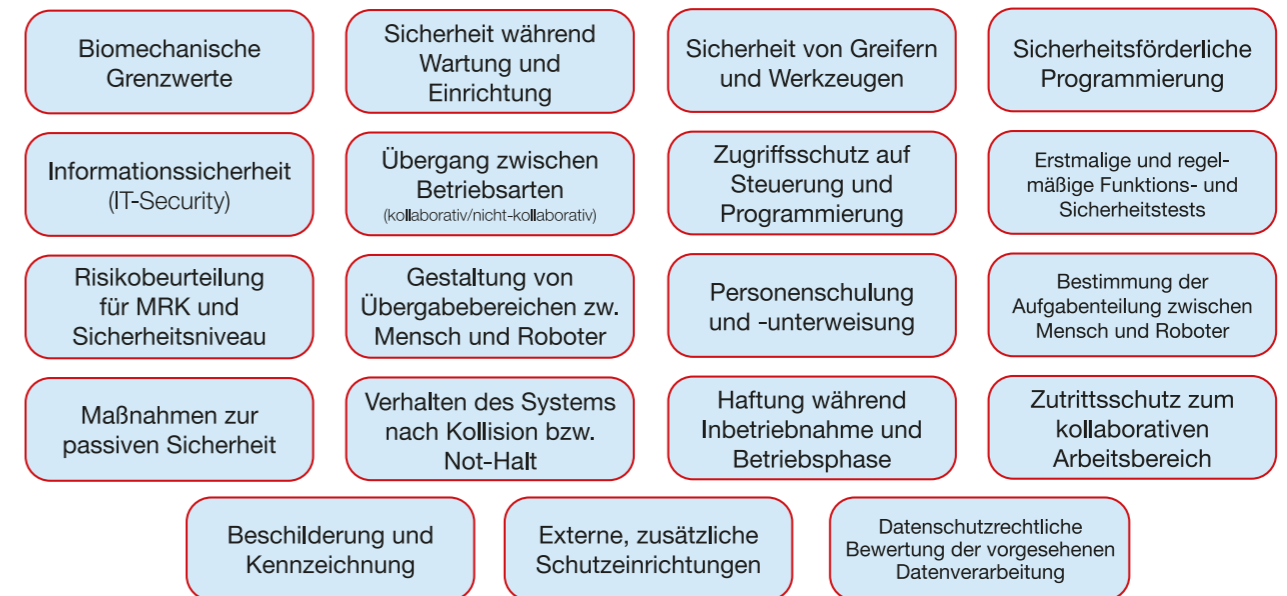 Biomechanische
Grenzwerte
Sicherheit während
Wartung und
Einrichtung
Sicherheit von Greifern
und Werkzeugen
Sicherheitsförderliche
Programmierung
Informationssicherheit
(IT-Security)
Übergang zwischen
Betriebsarten
(kollaborativ/nicht-kollaborativ)
Zugriffsschutz auf
Steuerung und
Programmierung
Erstmalige und regel-
mäßige Funktions- und
Sicherheitstests
Risikobeurteilung
für MRK und
Sicherheitsniveau
Gestaltung von
Übergabebereichen zw.
Mensch und Roboter
Personenschulung
und -unterweisung
Bestimmung der
Aufgabenteilung zwischen
Mensch und Roboter
Maßnahmen zur
passiven Sicherheit
Verhalten des Systems
nach Kollision bzw.
Not-Halt
Haftung während
Inbetriebnahme und
Betriebsphase
Zutrittsschutz zum
kollaborativen
Arbeitsbereich
Beschilderung und
Kennzeichnung
Externe, zusätzliche
Schutzeinrichtungen
Datenschutzrechtliche
Bewertung der vorgesehenen
Datenverarbeitung